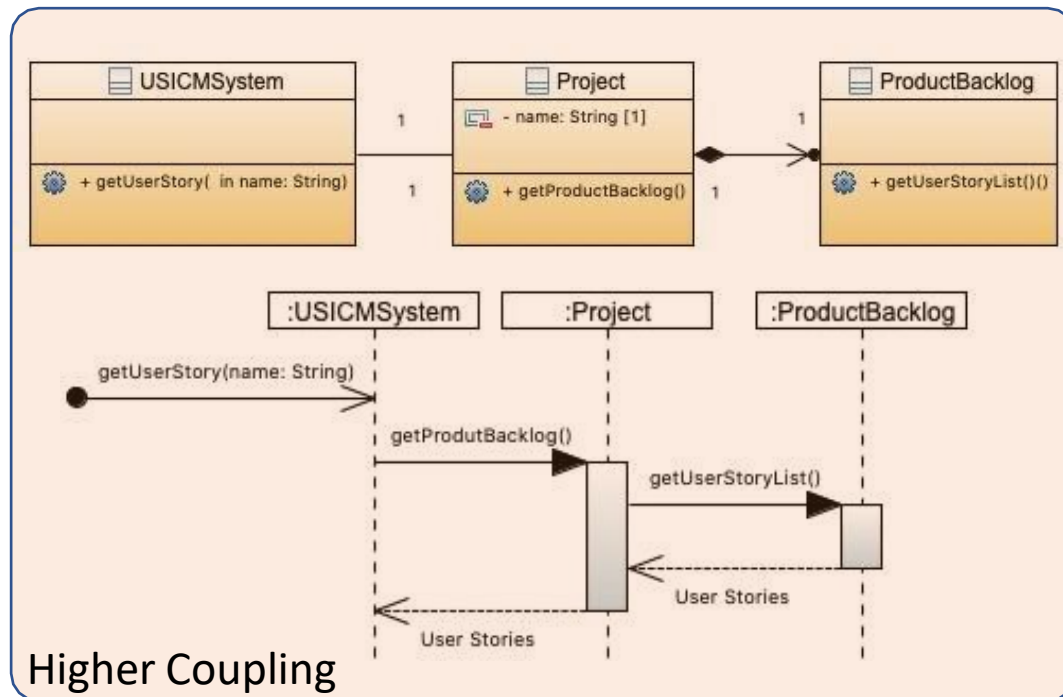 USICMSystem
+ getUserStory( in name: String)
1
1
Project
- name: String [1]
+ getProductBacklog()
1
1
ProductBacklog
+ getUserStoryList()()
:USICMSystem
:Project
:ProductBacklog
getUserStory(name: String)
getProdutBacklog()
getUserStoryList()
User Stories
User Stories
Higher Coupling